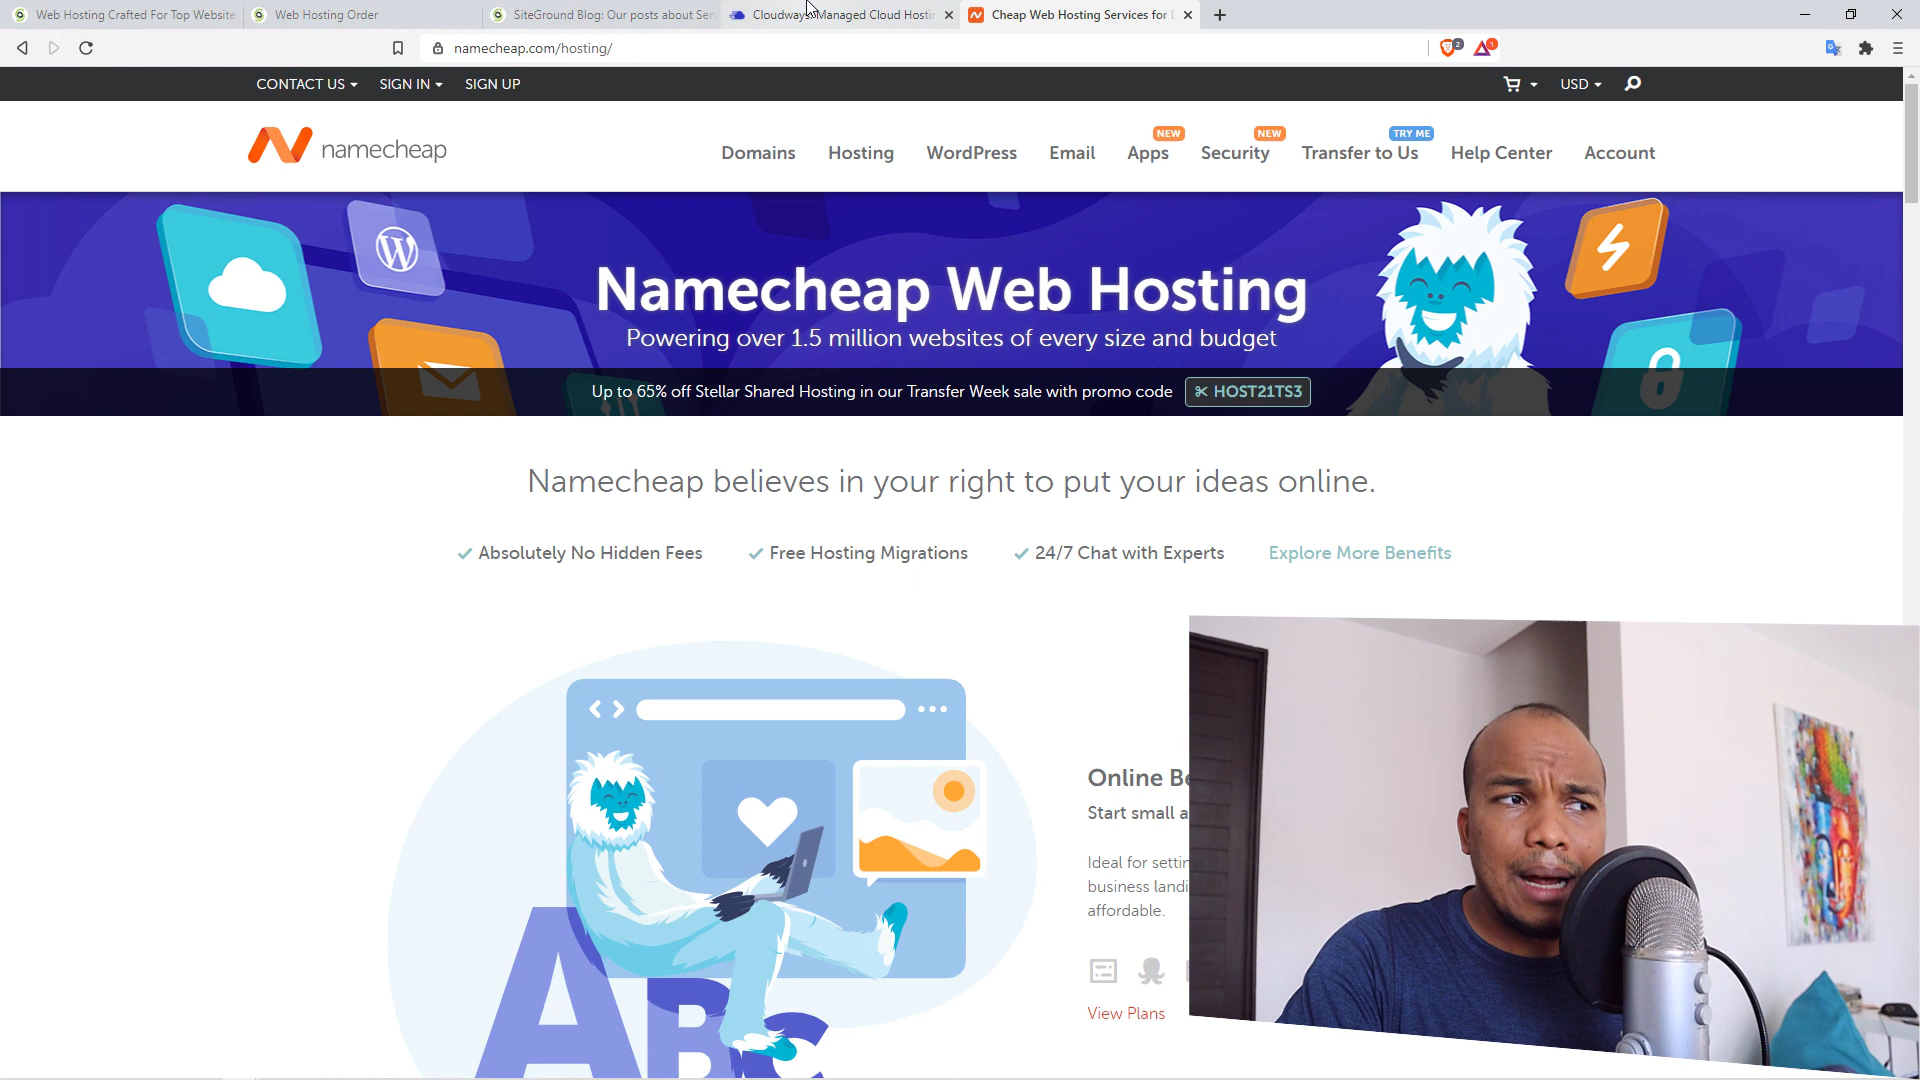 Web Hosting Crafted For Top Website
Web Hosting Order
SiteGround Blog: Our posts about Ser
Cloudways: Managed Cloud Hostin
Cheap Web Hosting Services for
namecheap.com/hosting/
2
1
CONTACT US
SIGN IN
SIGN UP
USD
namecheap
Domains
Hosting
WordPress
Email
Apps
NEW
Security
NEW
Transfer to Us
TRY ME
Help Center
Account
Namecheap Web Hosting
Powering over 1.5 million websites of every size and budget
Up to 65% off Stellar Shared Hosting in our Transfer Week sale with promo code HOST21TS3
Namecheap believes in your right to put your ideas online.
Absolutely No Hidden Fees
Free Hosting Migrations
24/7 Chat with Experts
Explore More Benefits
Online Be
Start small a
Ideal for settin
business landi
affordable.
View Plans
ABC